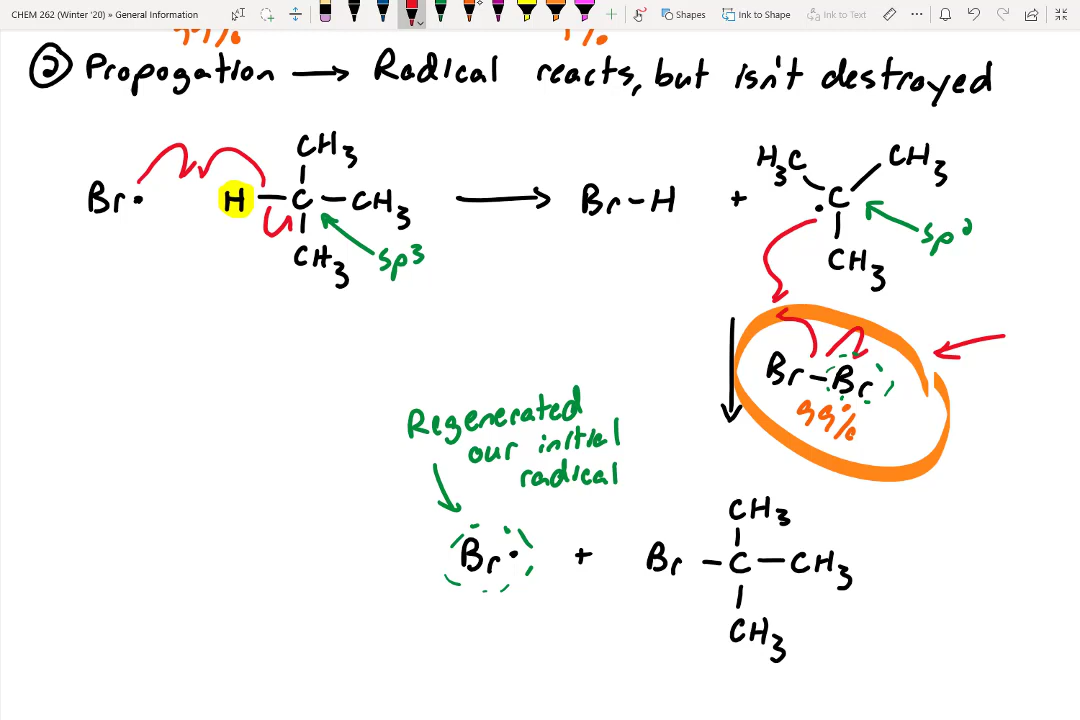 CHEM 262 (Winter '20) » General Information
Shapes
Ink to Shape
Ink to Text
② Propogation → Radical reacts, but isn't destroyed
CH3
H3C
CH3
Br·
H
-C-CH3
→
Br-H
+
·C
CH3
sp3
CH3
sp2
Br-Br
99%
Regenerated
our initial
radical
CH3
Br·
+
Br-C-CH3
CH3